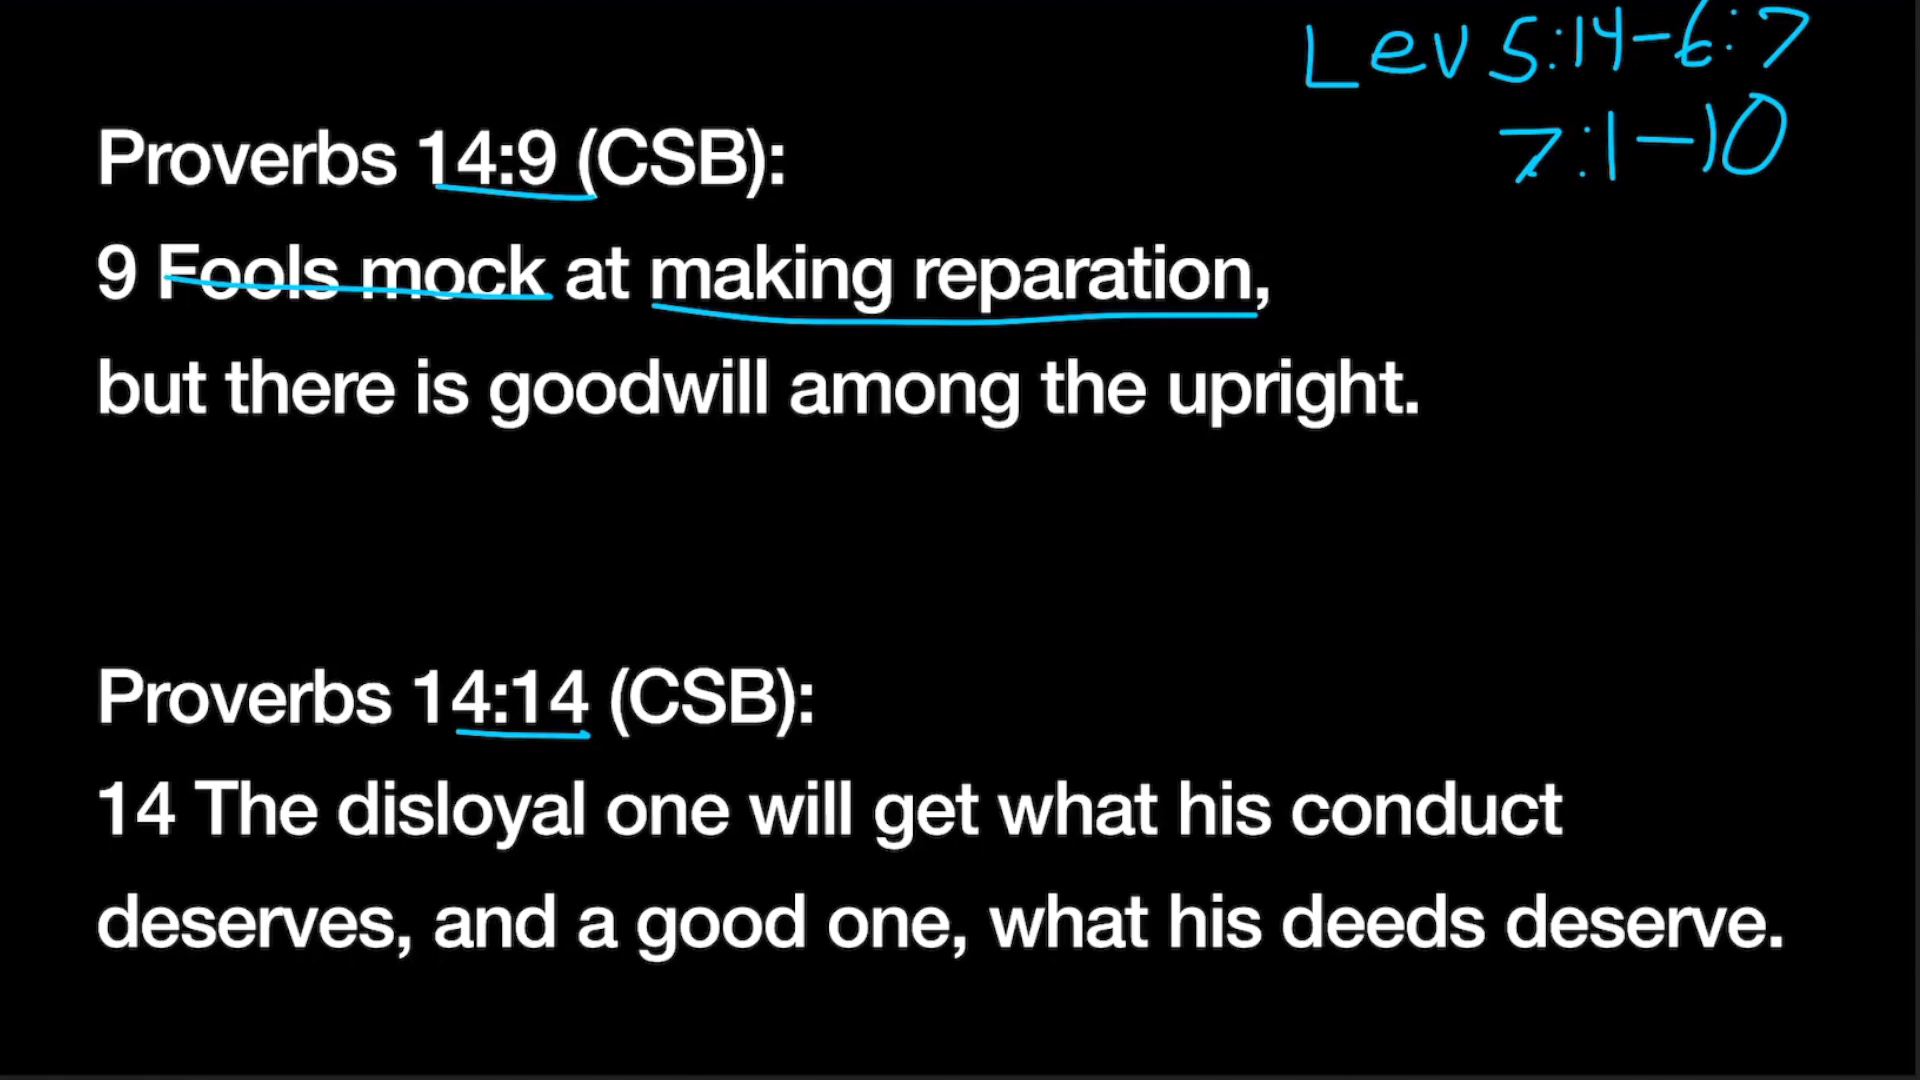 Lev 5:14-6:7
7:1-10
Proverbs 14:9 (CSB):
9 Fools mock at making reparation,
but there is goodwill among the upright.
Proverbs 14:14 (CSB):
14 The disloyal one will get what his conduct
deserves, and a good one, what his deeds deserve.